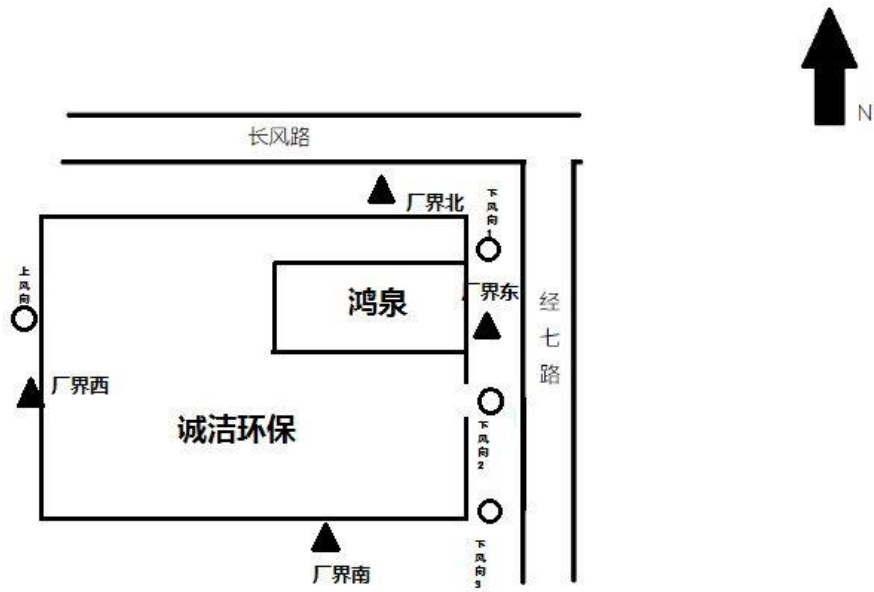 N
长风路
厂界北
下风向1
上风向
鸿泉
厂界东
经七路
厂界西
诚洁环保
下风向2
下风向3
厂界南